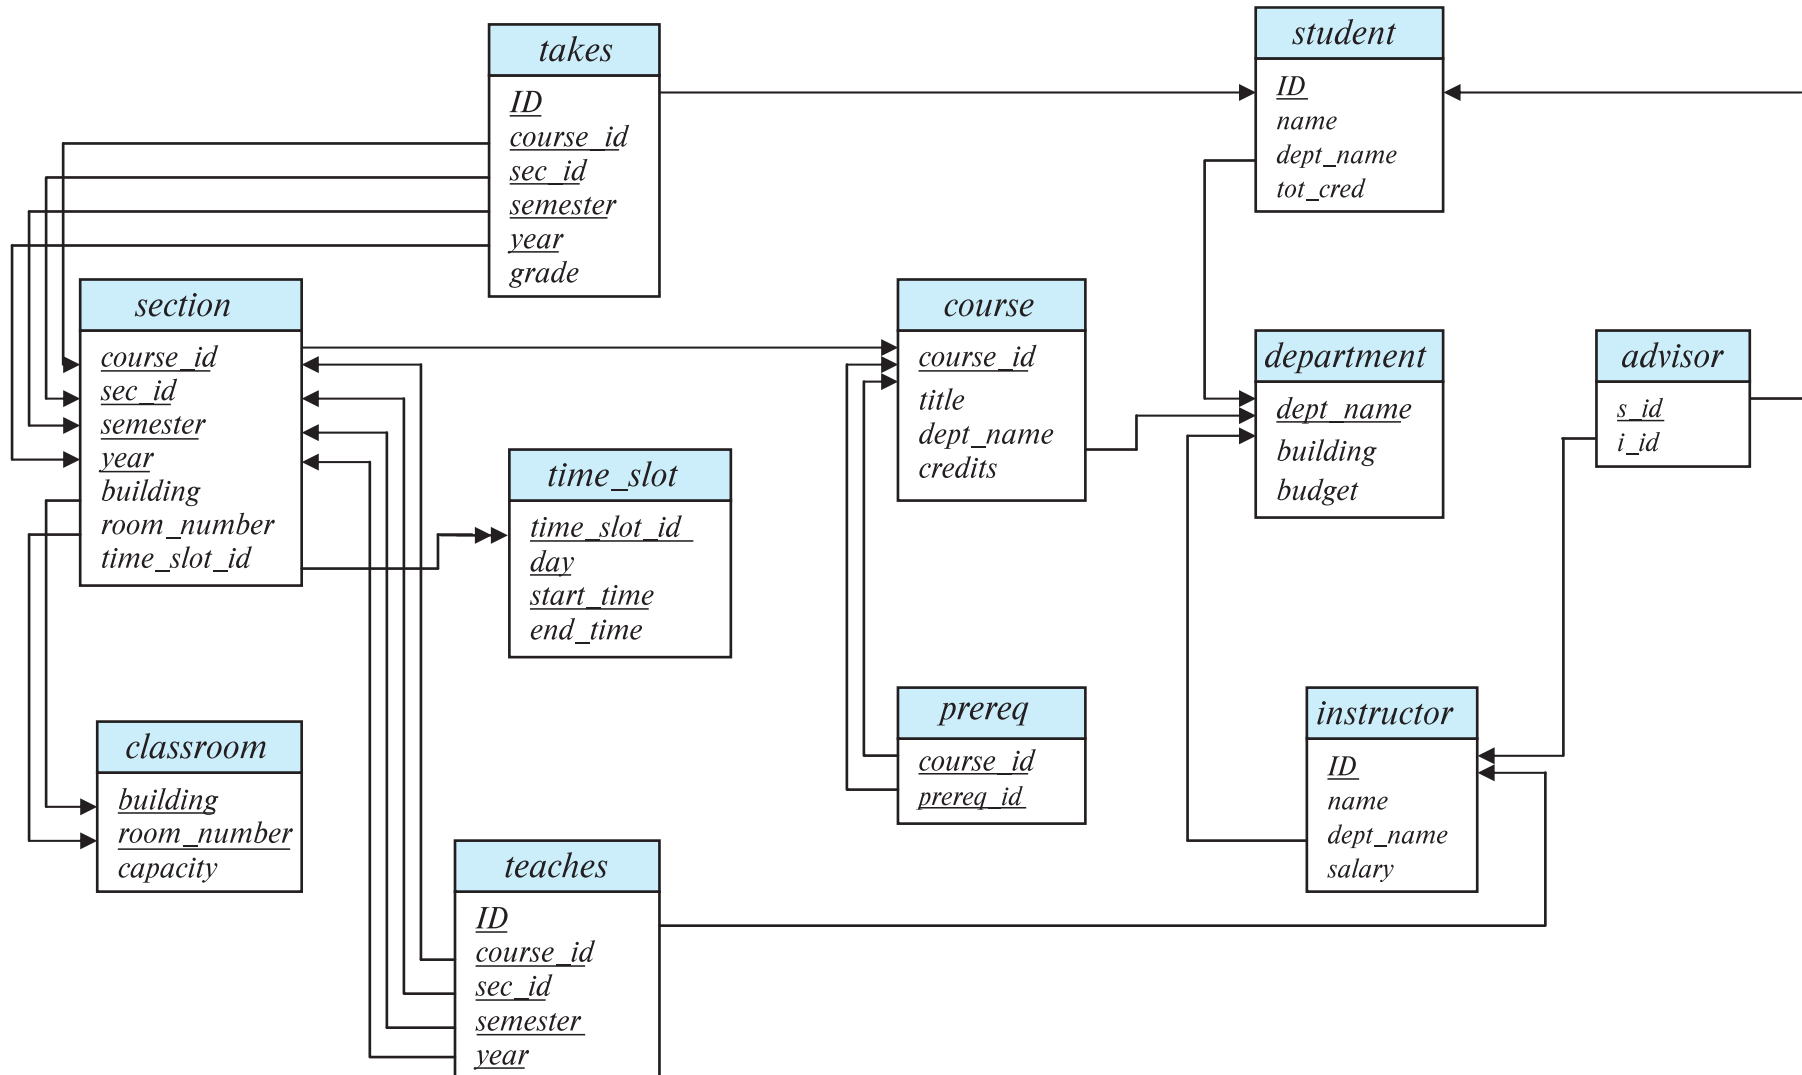 takes
ID
course_id
sec_id
semester
year
grade
student
ID
name
dept_name
tot_cred
section
course_id
sec_id
semester
year
building
room_number
time_slot_id
course
course_id
title
dept_name
credits
department
dept_name
building
budget
advisor
s_id
i_id
time_slot
time_slot_id
day
start_time
end_time
classroom
building
room_number
capacity
prereq
course_id
prereq_id
instructor
ID
name
dept_name
salary
teaches
ID
course_id
sec_id
semester
year